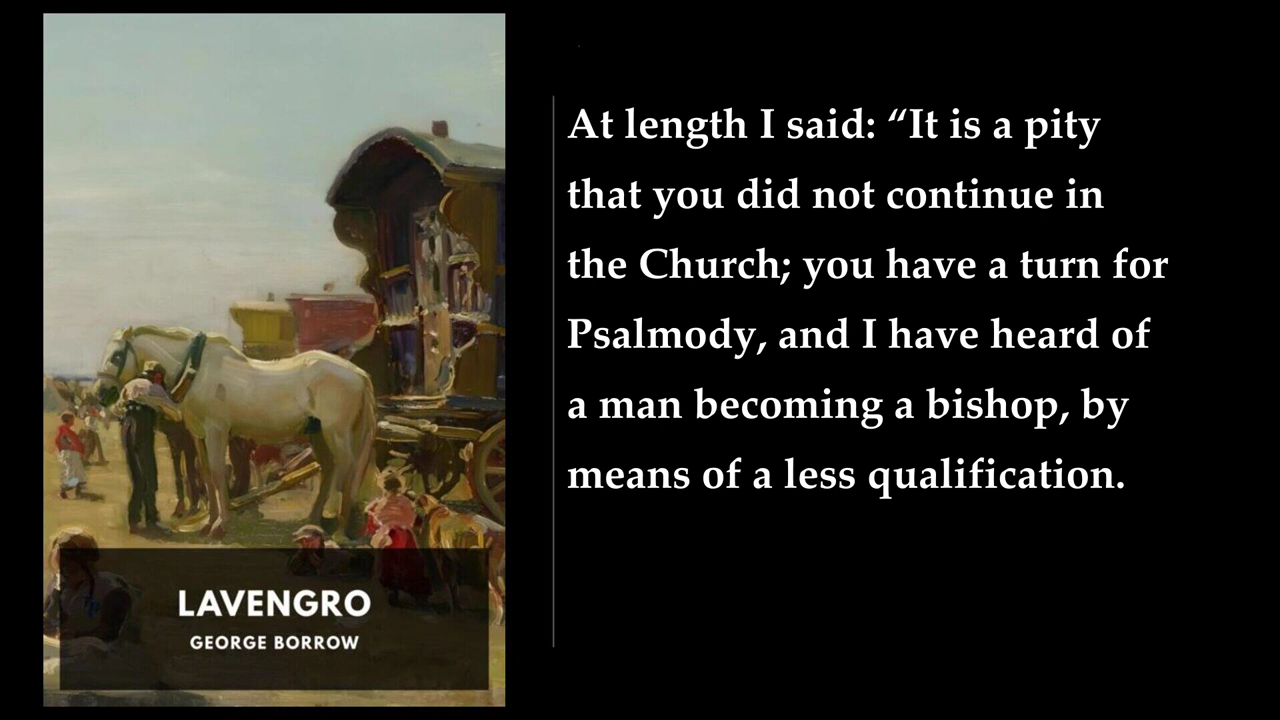 LAVENGRO
GEORGE BORROW
At length I said: “It is a pity
that you did not continue in
the Church; you have a turn for
Psalmody, and I have heard of
a man becoming a bishop, by
means of a less qualification.